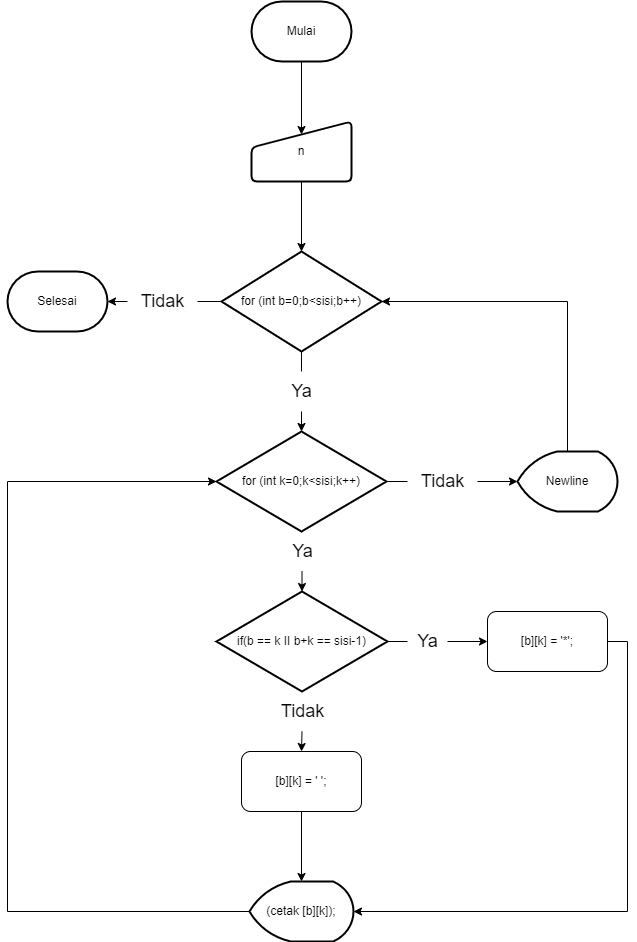 Mulai
n
for (int b=0;b<sisi;b++)
Tidak
Selesai
Ya
for (int k=0;k<sisi;k++)
Tidak
Newline
Ya
if(b == k II b+k == sisi-1)
Ya
[b][k] = '*';
Tidak
[b][k] = ' ';
(cetak [b][k]);